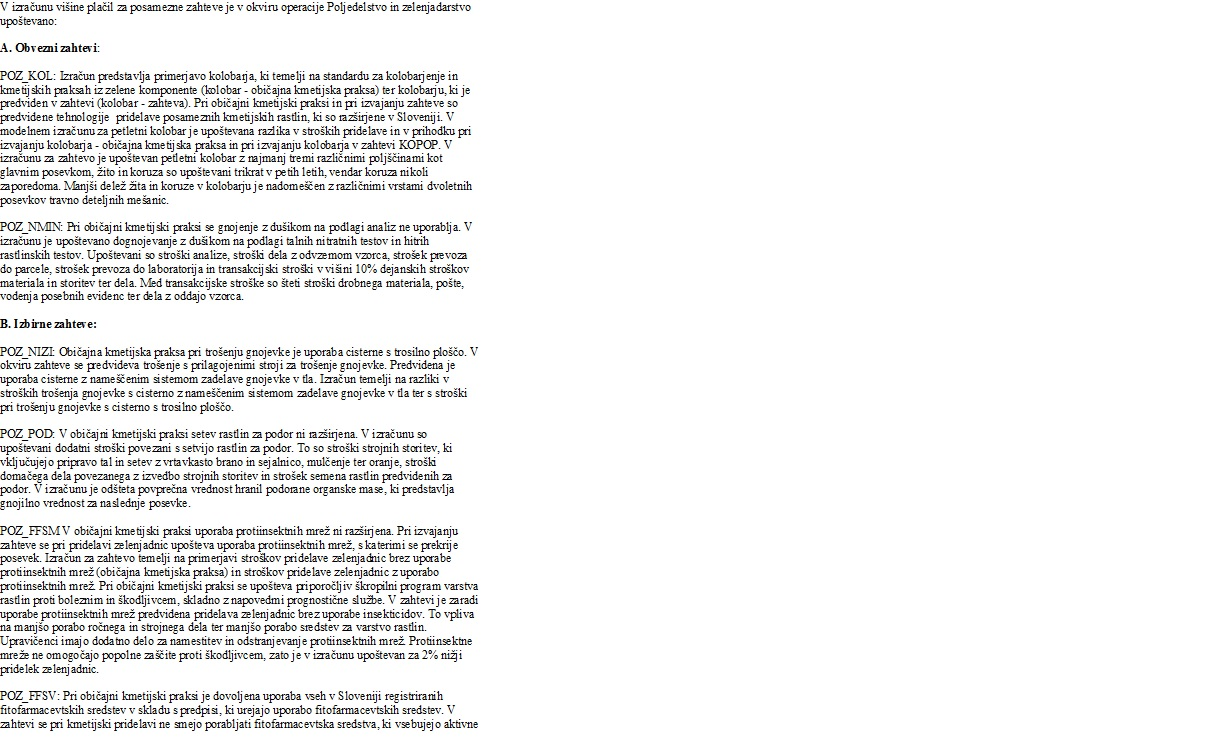 V izračunu višine plačil za posamezne zahteve je v okviru operacije Poljedelstvo in zelenjadarstvo
upoštevano:
A. Obvezni zahtevi:
POZ_KOL: Izračun predstavlja primerjavo kolobarja, ki temelji na standardu za kolobarjenje in
kmetijskih praksah iz zelene komponente (kolobar - običajna kmetijska praksa) ter kolobarju, ki je
predviden v zahtevi (kolobar - zahteva). Pri običajni kmetijski praksi in pri izvajanju zahteve so
predvidene tehnologije pridelave posameznih kmetijskih rastlin, ki so razširjene v Sloveniji. V
modelnem izračunu za petletni kolobar je upoštevana razlika v stroških pridelave in v prihodku pri
izvajanju kolobarja - običajna kmetijska praksa in pri izvajanju kolobarja v zahtevi KOPOP. V
izračunu za zahtevo je upoštevan petletni kolobar z najmanj tremi različnimi poljščinami kot
glavnim posevkom, žito in koruza so upoštevani trikrat v petih letih, vendar koruza nikoli
zaporedoma. Manjši delež žita in koruze v kolobarju je nadomeščen z različnimi vrstami dvoletnih
posevkov travno deteljnih mešanic.
POZ_NMIN: Pri običajni kmetijski praksi se gnojenje z dušikom na podlagi analiz ne uporablja. V
izračunu je upoštevano dognojevanje z dušikom na podlagi talnih nitratnih testov in hitrih
rastlinskih testov. Upoštevani so stroški analize, stroški dela z odvzemom vzorca, strošek prevoza
do parcele, strošek prevoza do laboratorija in transakcijski stroški v višini 10% dejanskih stroškov
materiala in storitev ter dela. Med transakcijske stroške so šteti stroški drobnega materiala, pošte,
vodenja posebnih evidenc ter dela z oddajo vzorca.
B. Izbirne zahteve:
POZ_NIZI: Običajna kmetijska praksa pri trošenju gnojevke je uporaba cisterne s trosilno ploščo. V
okviru zahteve se predvideva trošenje s prilagojenimi stroji za trošenje gnojevke. Predvidena je
uporaba cisterne z nameščenim sistemom zadelave gnojevke v tla. Izračun temelji na razliki v
stroških trošenja gnojevke s cisterno z nameščenim sistemom zadelave gnojevke v tla ter s stroški
pri trošenju gnojevke s cisterno s trosilno ploščo.
POZ_POD: V običajni kmetijski praksi setev rastlin za podor ni razširjena. V izračunu so
upoštevani dodatni stroški povezani s setvijo rastlin za podor. To so stroški strojnih storitev, ki
vključujejo pripravo tal in setev z vrtavkasto brano in sejalnico, mulčenje ter oranje, stroški
domačega dela povezanega z izvedbo strojnih storitev in strošek semena rastlin predvidenih za
podor. V izračunu je odšteta povprečna vrednost hranil podorane organske mase, ki predstavlja
gnojilno vrednost za naslednje posevke.
POZ_FFSM V običajni kmetijski praksi uporaba protiinsektnih mrež ni razširjena. Pri izvajanju
zahteve se pri pridelavi zelenjadnic upošteva uporaba protiinsektnih mrež, s katerimi se prekrije
posevek. Izračun za zahtevo temelji na primerjavi stroškov pridelave zelenjadnic brez uporabe
protiinsektnih mrež (običajna kmetijska praksa) in stroškov pridelave zelenjadnic z uporabo
protiinsektnih mrež. Pri običajni kmetijski praksi se upošteva priporočljiv škropilni program varstva
rastlin proti boleznim in škodljivcem, skladno z napovedmi prognostične službe. V zahtevi je zaradi
uporabe protiinsektnih mrež predvidena pridelava zelenjadnic brez uporabe insekticidov. To vpliva
na manjšo porabo ročnega in strojnega dela ter manjšo porabo sredstev za varstvo rastlin.
Upravičenci imajo dodatno delo za namestitev in odstranjevanje protiinsektnih mrež. Protiinsektne
mreže ne omogočajo popolne zaščite proti škodljivcem, zato je v izračunu upoštevan za 2% nižji
pridelek zelenjadnic.
POZ_FFSV: Pri običajni kmetijski praksi je dovoljena uporaba vseh v Sloveniji registriranih
fitofarmacevtskih sredstev v skladu s predpisi, ki urejajo uporabo fitofarmacevtskih sredstev. V
zahtevi se pri kmetijski pridelavi ne smejo porabljati fitofarmacevtska sredstva, ki vsebujejo aktivne